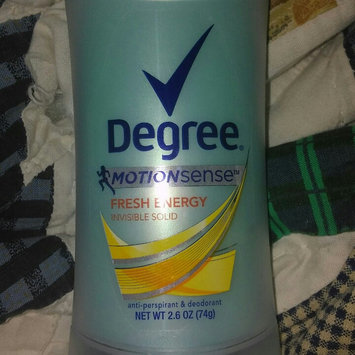 Degree®
MOTIONsense™
FRESH ENERGY
INVISIBLE SOLID
anti-perspirant & deodorant
NET WT 2.6 OZ (74g)